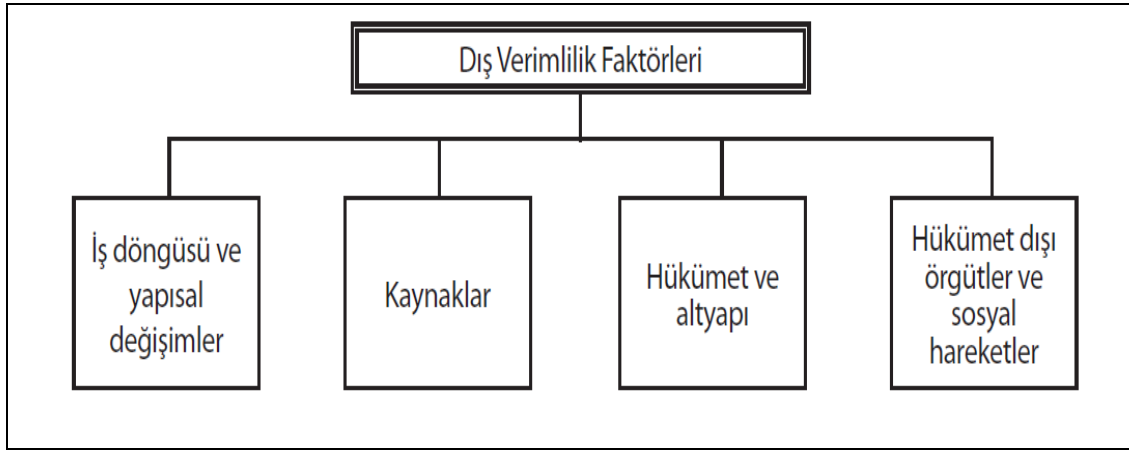 Dış Verimlilik Faktörleri
İş döngüsü ve
yapısal
değişimler
Kaynaklar
Hükümet ve
altyapı
Hükümet dışı
örgütler ve
sosyal
hareketler